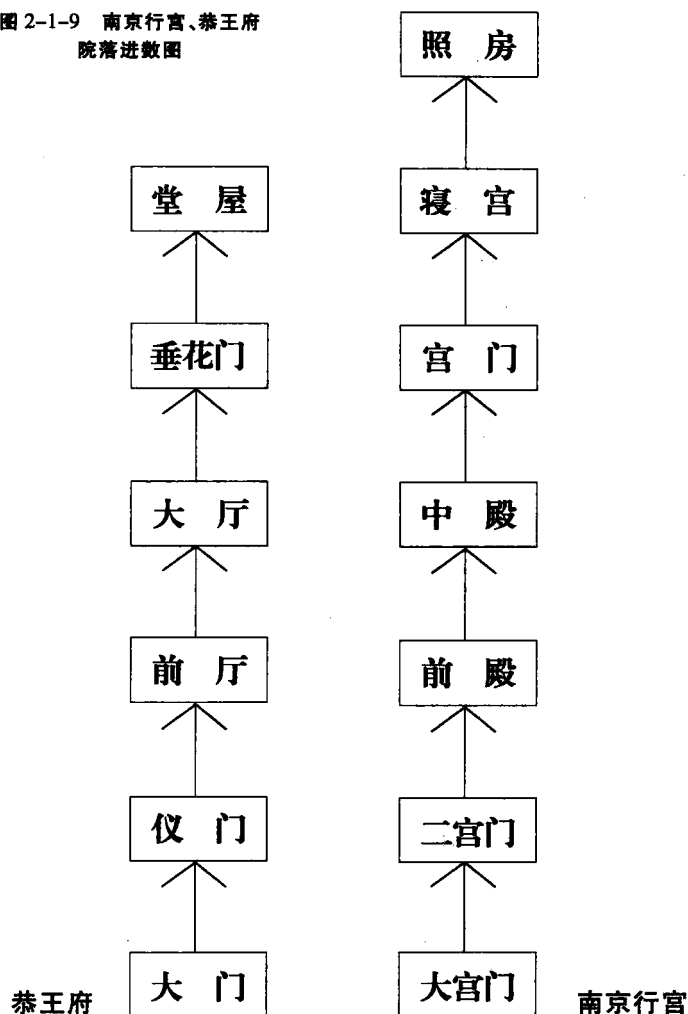 图 2-1-9 南京行宫、恭王府
院落进数图
照 房
堂 屋
寝 宫
垂花门
宫 门
大 厅
中 殿
前 厅
前 殿
仪 门
二宫门
恭王府
大 门
大宫门
南京行宫